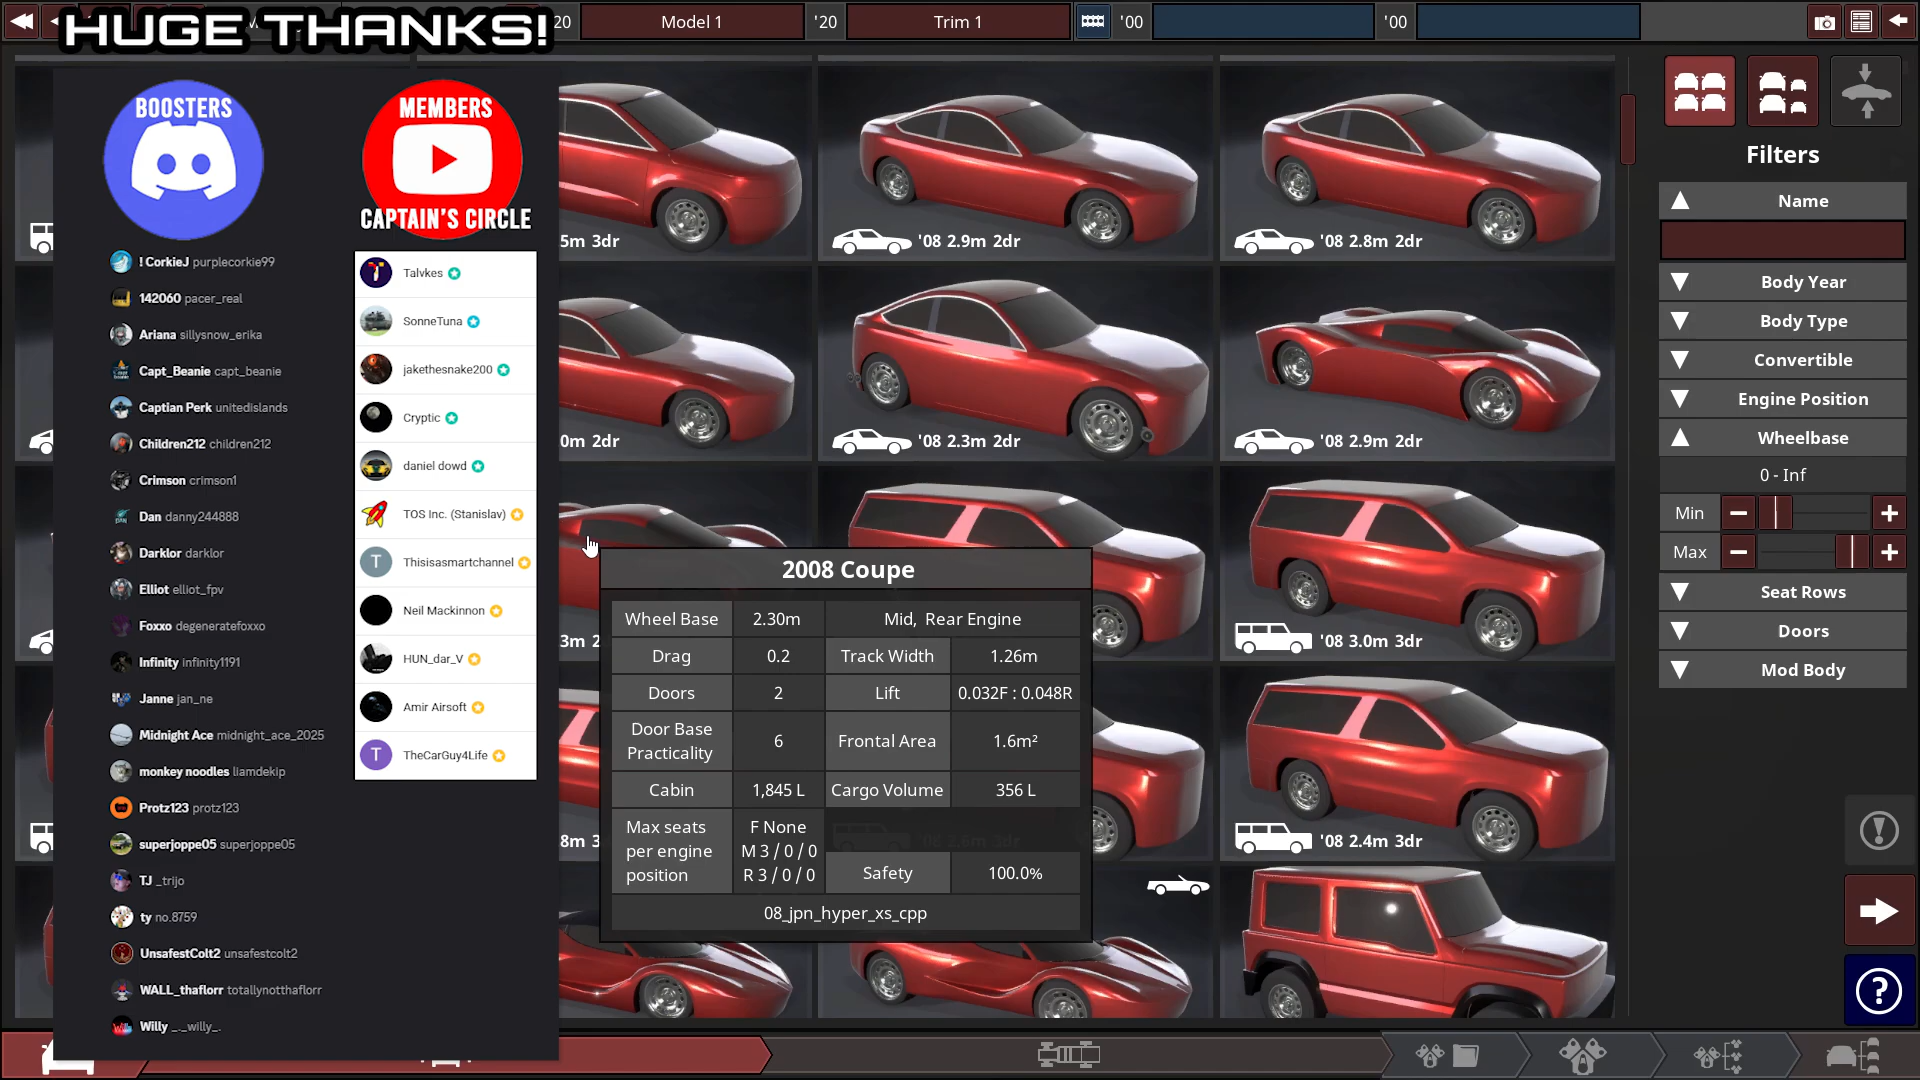 HUGE THANKS!
'20
Model 1
'20
Trim 1
'00
'00
BOOSTERS
! CorkieJ purplecorkie99
142060 pacer_real
Ariana sillysnow_erika
Capt_Beanie capt_beanie
Captian Perk unitedislands
Children212 children212
Crimson crimson1
Dan danny244888
Darklor darklor
Elliot elliot_fpv
Foxxo degeneratefoxxo
Infinity infinity1191
Janne jan_ne
Midnight Ace midnight_ace_2025
monkey noodles liamdekip
Protz123 protz123
superjoppe05 superjoppe05
TJ _trijo
ty no.8759
UnsafestColt2 unsafestcolt2
WALL_thaflorr totallynotthaflorr
Willy _._willy_.
MEMBERS
CAPTAIN'S CIRCLE
Talvkes
SonneTuna
jakethesnake200
Cryptic
daniel dowd
TOS Inc. (Stanislav)
T Thisisasmartchannel
Neil Mackinnon
HUN_dar_V
Amir Airsoft
T TheCarGuy4Life
5m 3dr
'08 2.9m 2dr
'08 2.8m 2dr
0m 2dr
'08 2.3m 2dr
'08 2.9m 2dr
3m 2
'08 3.0m 3dr
8m 3
'08 2.6m 3dr
'08 2.4m 3dr
2008 Coupe
Wheel Base 2.30m Mid, Rear Engine
Drag 0.2 Track Width 1.26m
Doors 2 Lift 0.032F : 0.048R
Door Base
Practicality
6 Frontal Area 1.6m²
Cabin 1,845 L Cargo Volume 356 L
Max seats
per engine
position
F None
M 3 / 0 / 0
R 3 / 0 / 0
Safety 100.0%
08_jpn_hyper_xs_cpp
Filters
Name
Body Year
Body Type
Convertible
Engine Position
Wheelbase
0 - Inf
Min
Max
Seat Rows
Doors
Mod Body
?